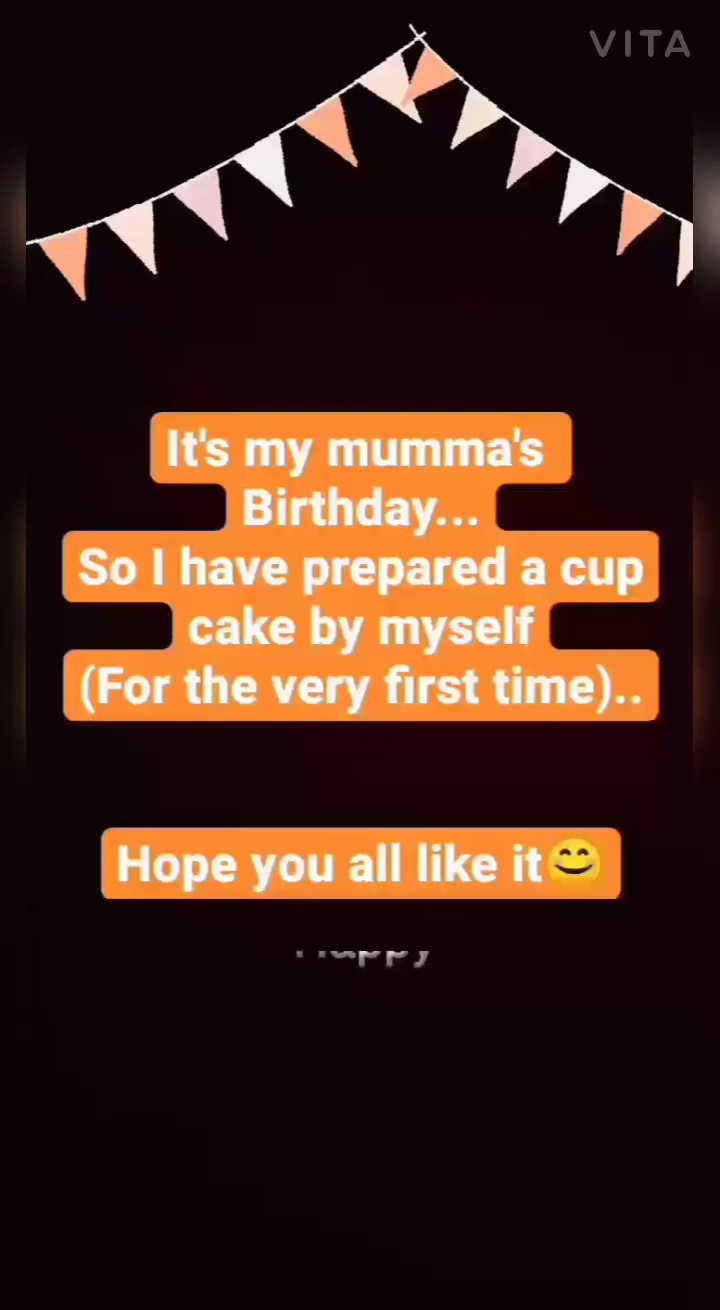 VITA
It's my mumma's
Birthday...
So I have prepared a cup
cake by myself
(For the very first time)..
Hope you all like it😊